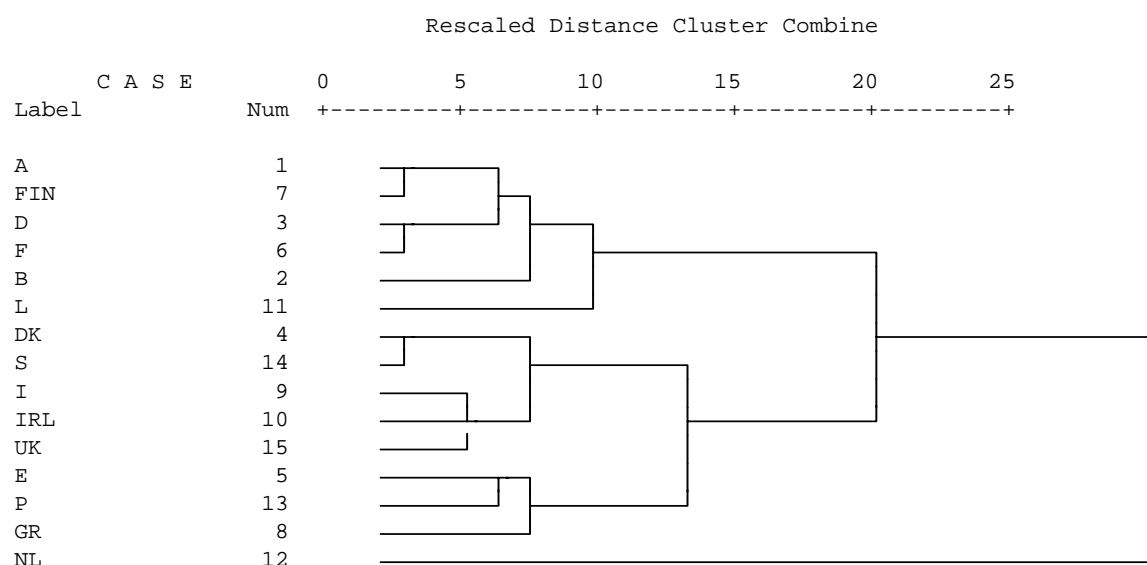 Rescaled Distance Cluster Combine
C A S E 0 5 10 15 20 25
Label Num +---------+---------+---------+---------+---------+
A 1
FIN 7
D 3
F 6
B 2
L 11
DK 4
S 14
I 9
IRL 10
UK 15
E 5
P 13
GR 8
NL 12